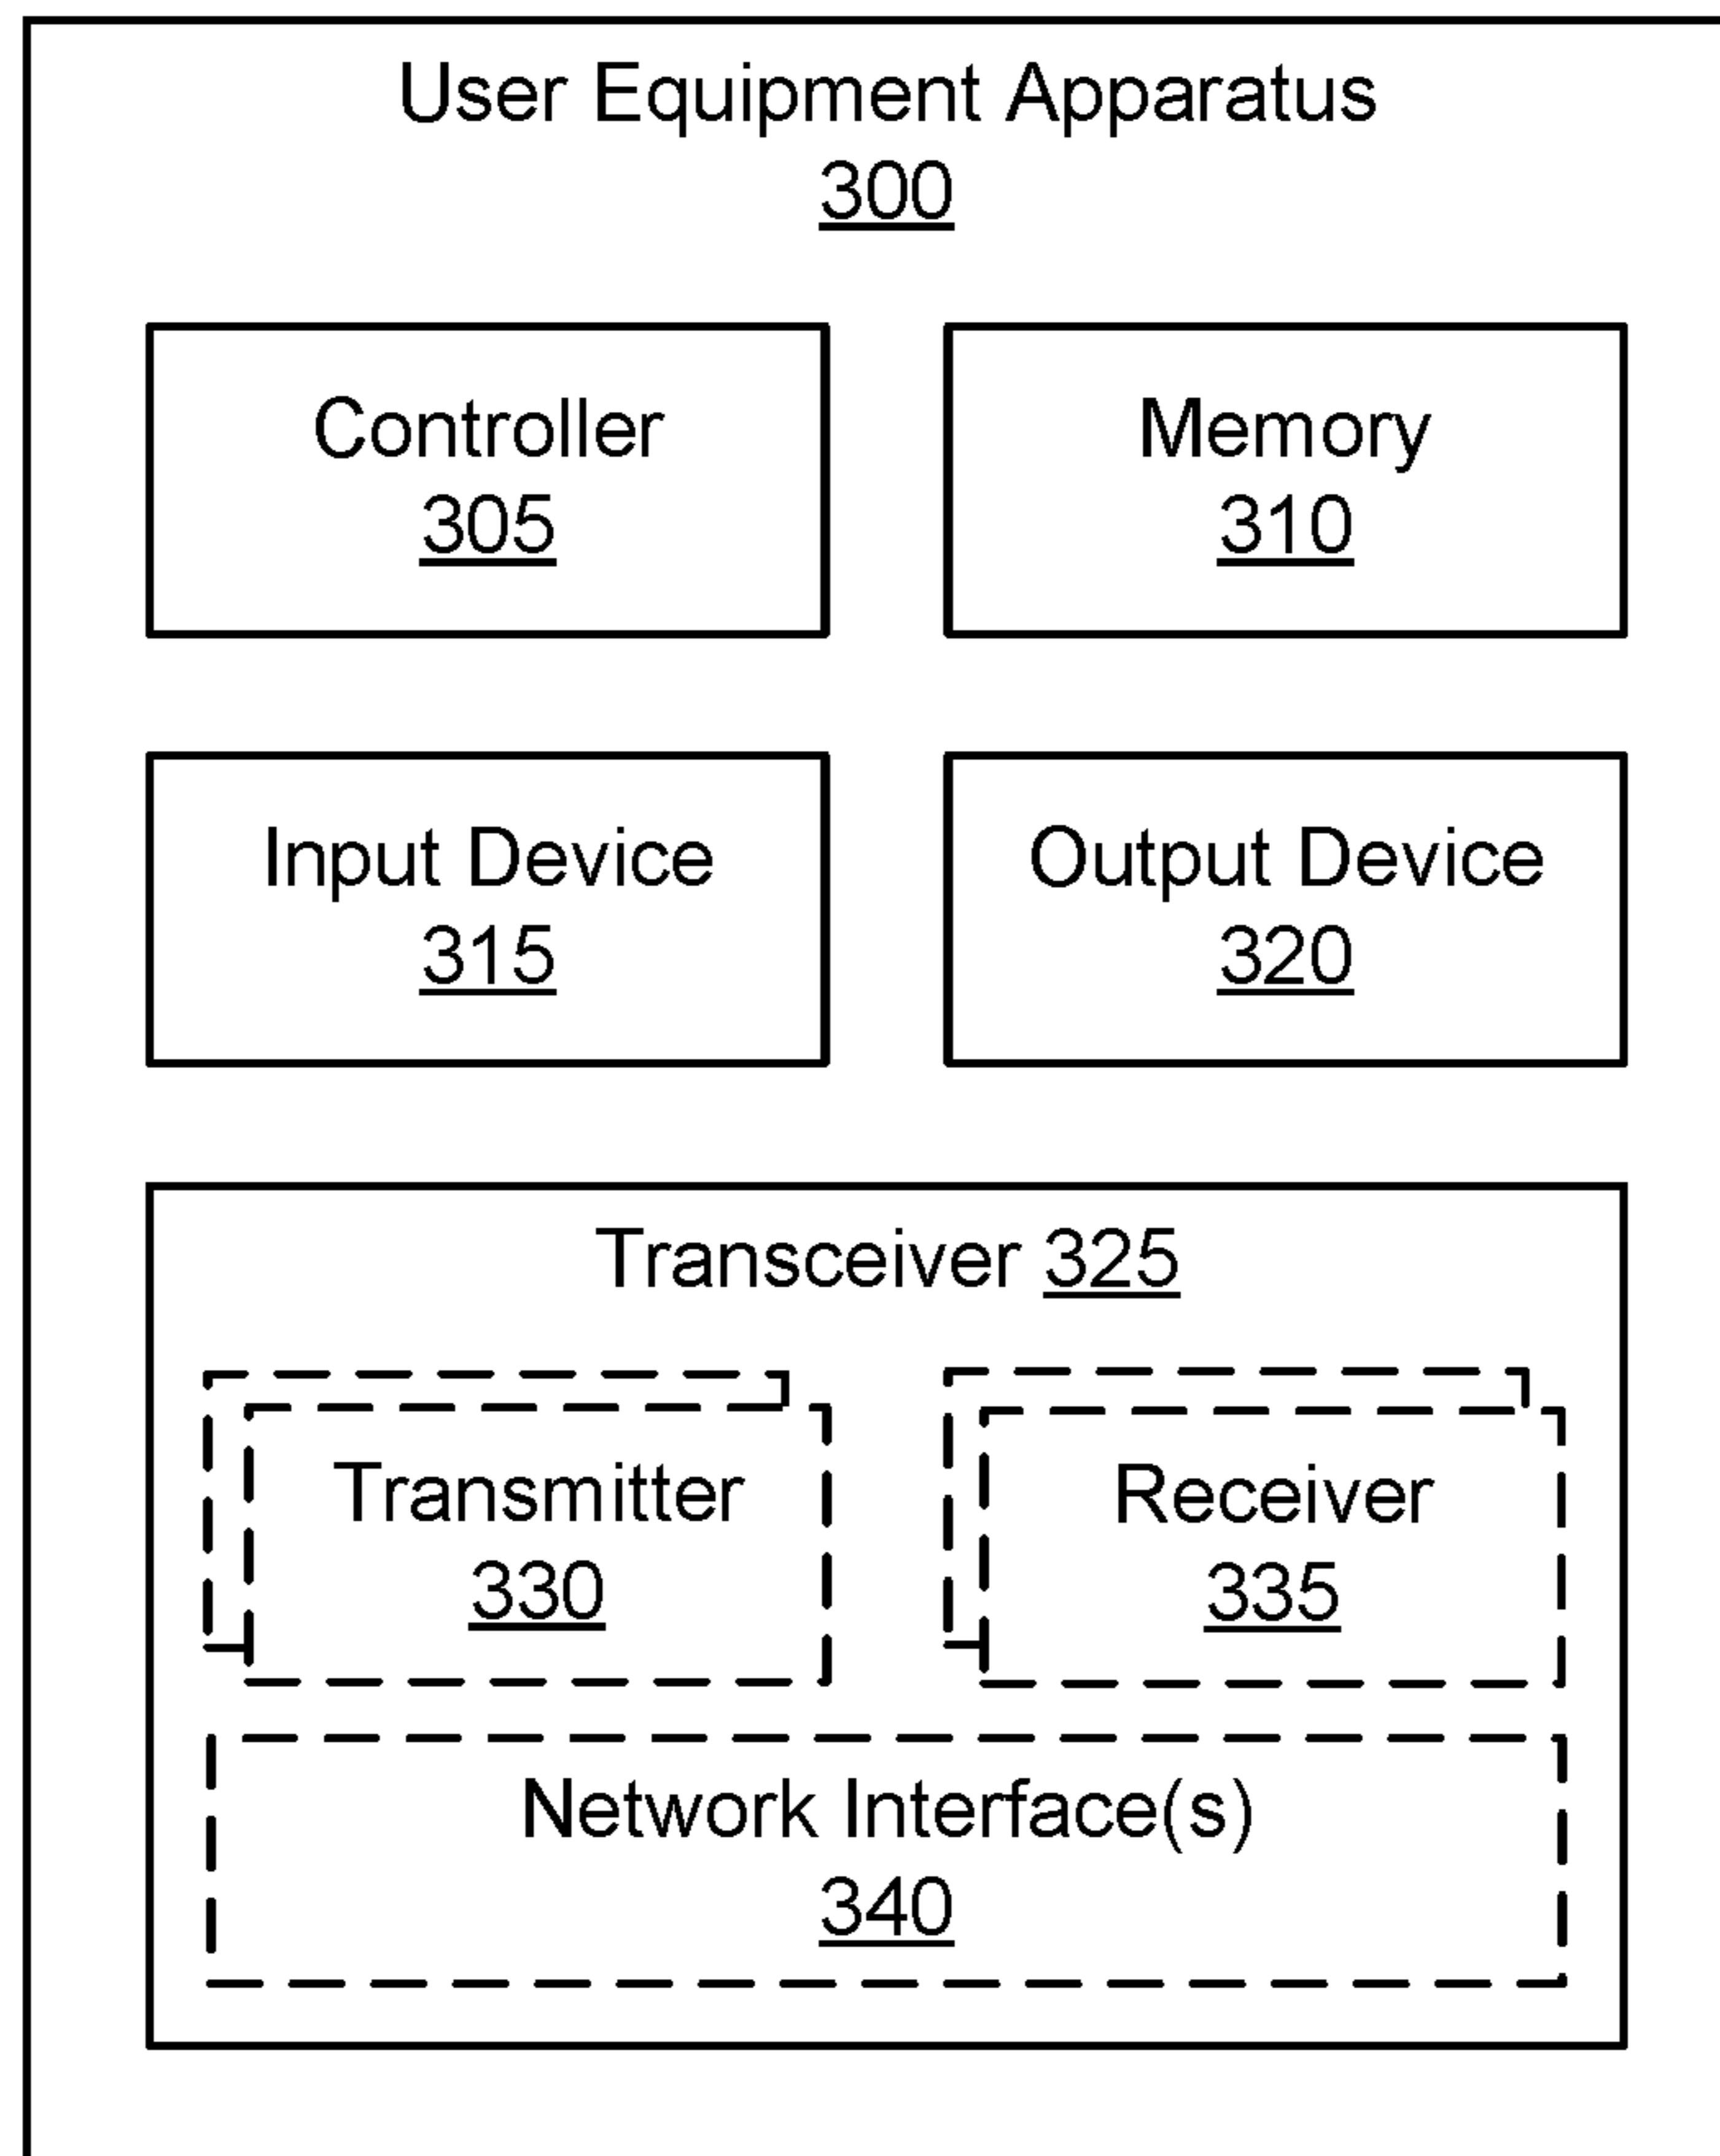 User Equipment Apparatus
300
Controller
305
Memory
310
Input Device
315
Output Device
320
Transceiver 325
Transmitter
330
Receiver
335
Network Interface(s)
340